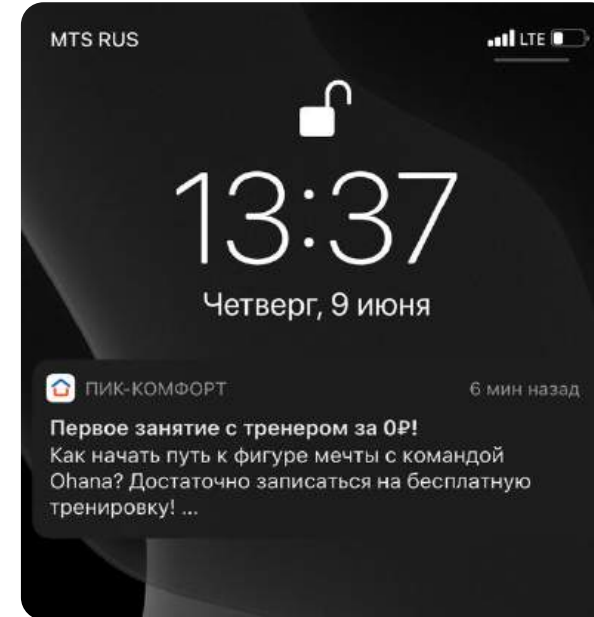 MTS RUS LTE
13:37
Четверг, 9 июня
ПИК-КОМФОРТ 6 мин назад
Первое занятие с тренером за 0₽!
Как начать путь к фигуре мечты с командой
Ohana? Достаточно записаться на бесплатную
тренировку! ...